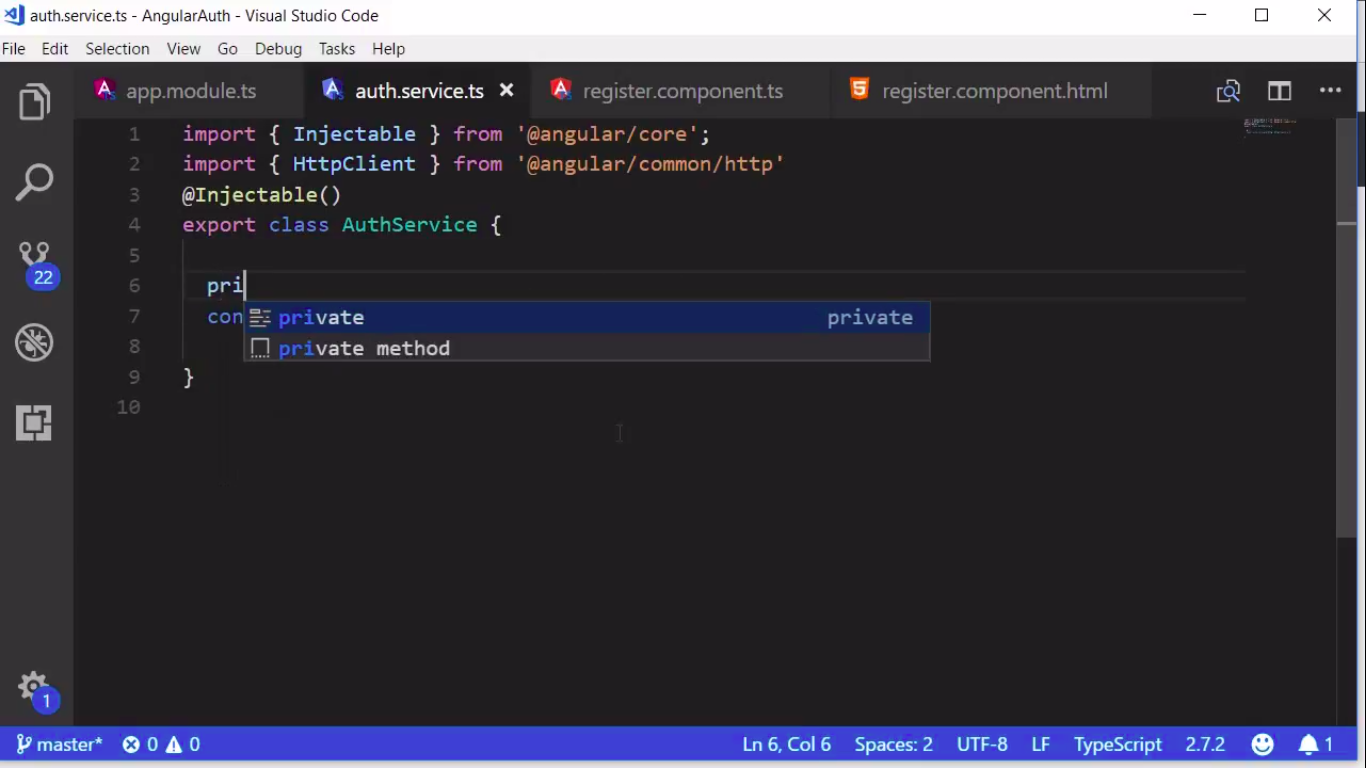 auth.service.ts - AngularAuth - Visual Studio Code
File Edit Selection View Go Debug Tasks Help
app.module.ts auth.service.ts register.component.ts register.component.html
1 import { Injectable } from '@angular/core';
2 import { HttpClient } from '@angular/common/http'
3 @Injectable()
4 export class AuthService {
5
6 pri
7 con private private
8 private method
9 }
10
22
1
master* 0 0 Ln 6, Col 6 Spaces: 2 UTF-8 LF TypeScript 2.7.2 1